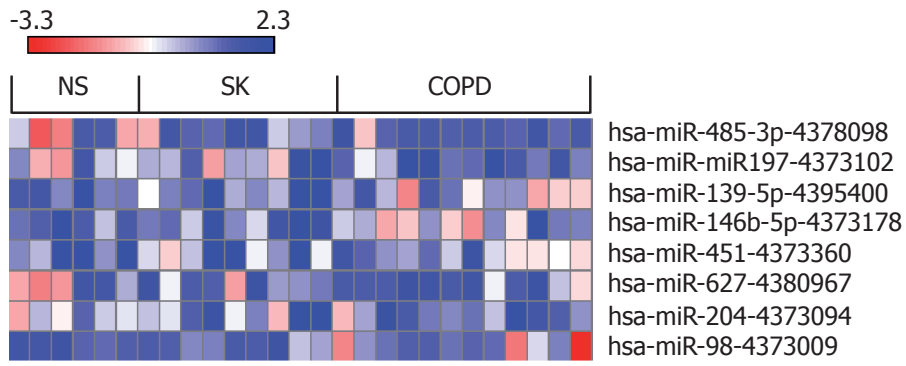 -3.3 2.3
NS SK COPD
hsa-miR-485-3p-4378098
hsa-miR-miR197-4373102
hsa-miR-139-5p-4395400
hsa-miR-146b-5p-4373178
hsa-miR-451-4373360
hsa-miR-627-4380967
hsa-miR-204-4373094
hsa-miR-98-4373009